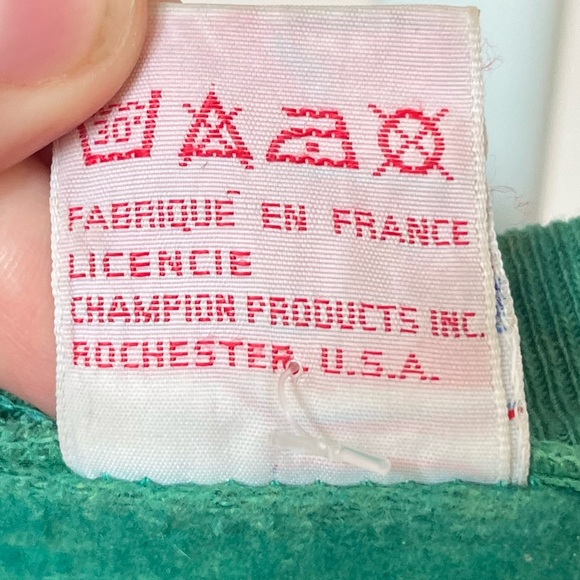 30
FABRIQUÉ EN FRANCE
LICENCIE
CHAMPION PRODUCTS INC.
ROCHESTER, U.S.A.